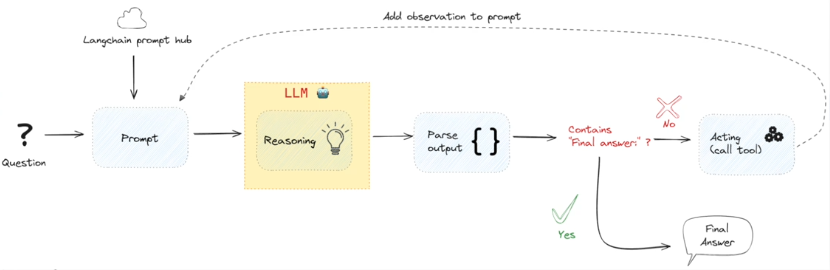 Add observation to prompt
Langchain prompt hub
LLM
?
Question
Prompt
Reasoning
Parse
output
{ }
Contains
"Final answer:" ?
No
Acting
(call tool)
Yes
Final
Answer